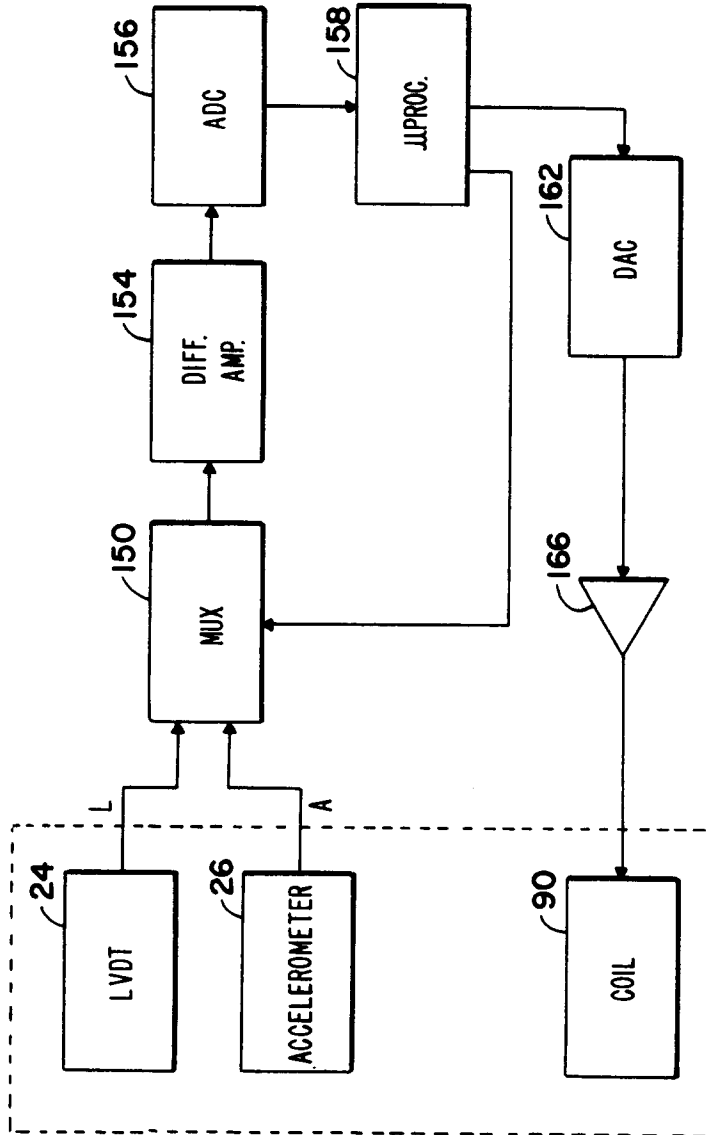 24
LVDT
L
26
ACCELEROMETER
A
150
MUX
154
DIFF.
AMP.
156
ADC
158
μPROC.
90
COIL
166
162
DAC